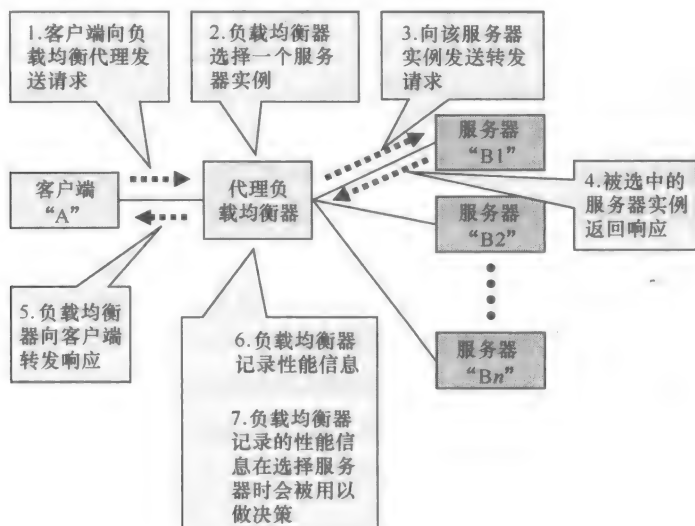 1.客户端向负
载均衡代理发
送请求
2.负载均衡器
选择一个服务
器实例
3.向该服务器
实例发送转发
请求
服务器
“B1”
客户端
“A”
代理负
载均衡器
4.被选中的
服务器实例
返回响应
服务器
“B2”
5.负载均衡
器向客户端
转发响应
6.负载均衡器
记录性能信息
服务器
“Bn”
7.负载均衡器
记录的性能信
息在选择服务
器时会被用以
做决策